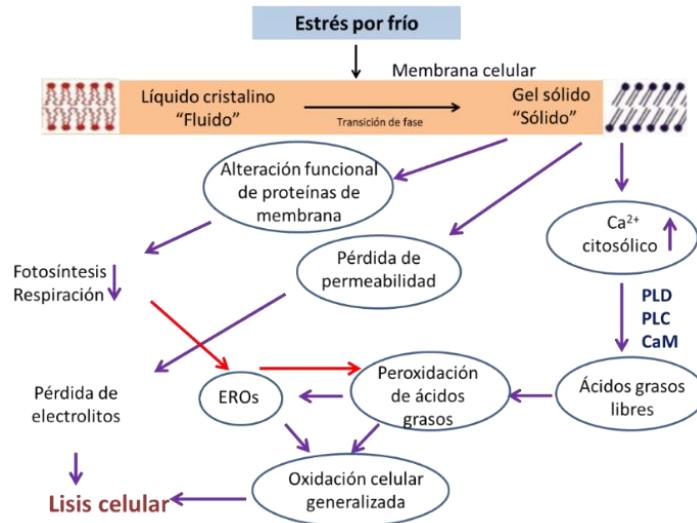 Estrés por frío
Membrana celular
Líquido cristalino
“Fluido”
Transición de fase
Gel sólido
“Sólido”
Alteración funcional
de proteínas de
membrana
Ca²⁺
citosólico
Pérdida de
permeabilidad
Fotosíntesis
Respiración
PLD
PLC
CaM
Pérdida de
electrolitos
EROs
Peroxidación
de ácidos
grasos
Ácidos grasos
libres
Oxidación celular
generalizada
Lisis celular